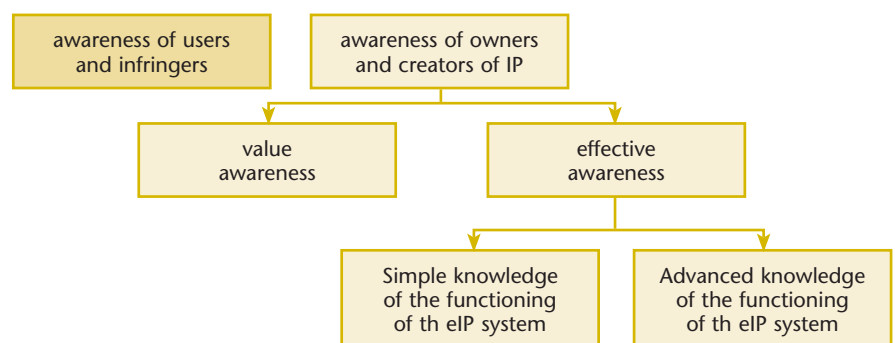 awareness of users
and infringers
awareness of owners
and creators of IP
value
awareness
effective
awareness
Simple knowledge
of the functioning
of th eIP system
Advanced knowledge
of the functioning
of th eIP system